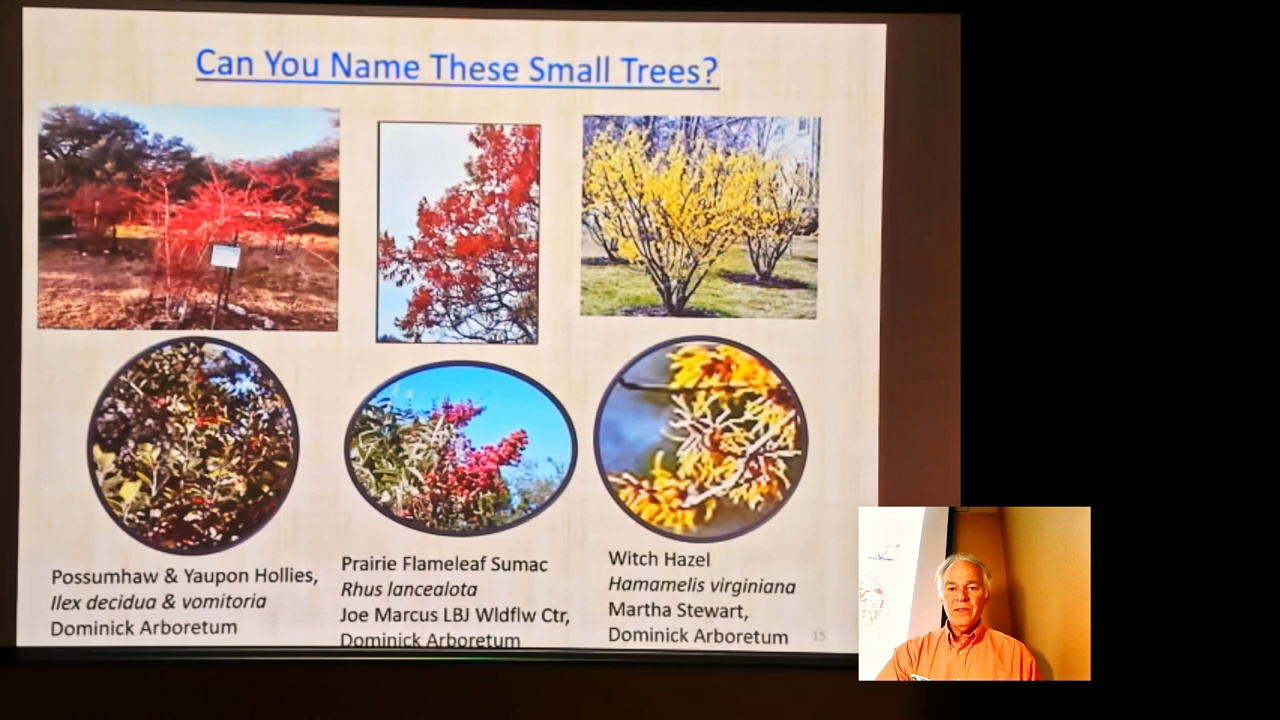 Can You Name These Small Trees?
Possumhaw & Yaupon Hollies,
Ilex decidua & vomitoria
Dominick Arboretum
Prairie Flameleaf Sumac
Rhus lancealota
Joe Marcus LBJ Wldflw Ctr,
Dominick Arboretum
Witch Hazel
Hamamelis virginiana
Martha Stewart,
Dominick Arboretum
15